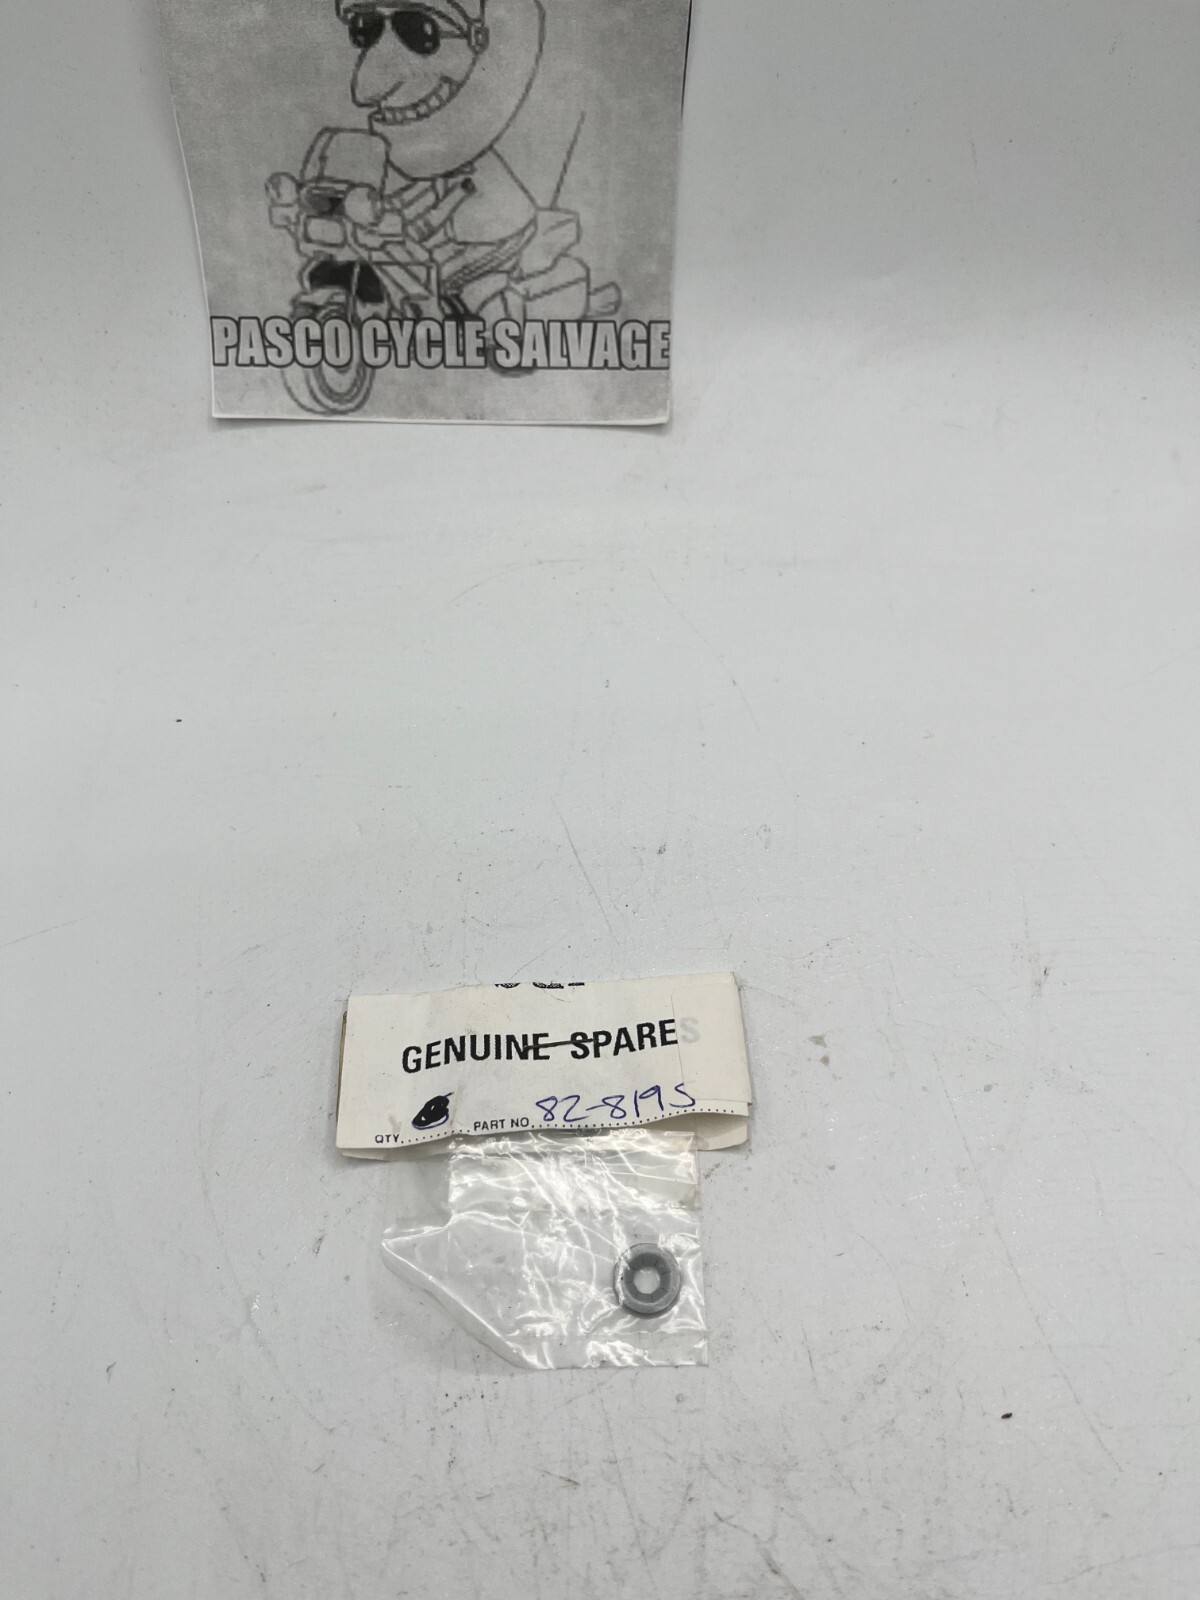 PASCO CYCLE SALVAGE
GENUINE SPARES
QTY............PART NO. 82-8195